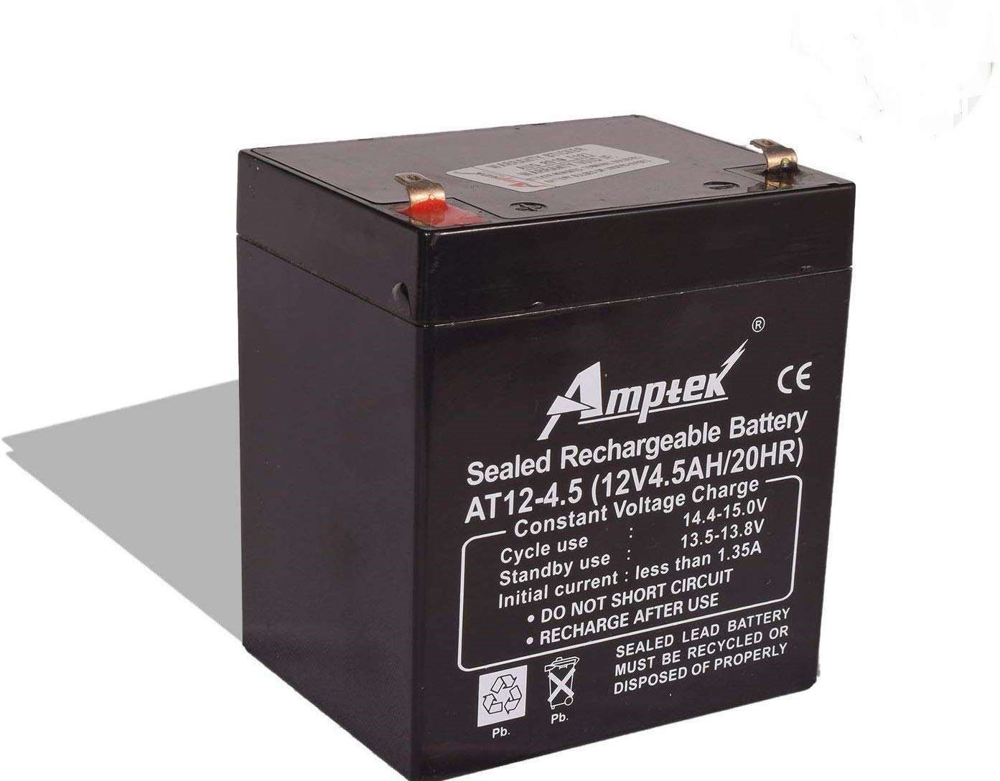 Amptek ®
CE
Sealed Rechargeable Battery
AT12-4.5 (12V4.5AH/20HR)
Constant Voltage Charge
Cycle use : 14.4-15.0V
Standby use : 13.5-13.8V
Initial current : less than 1.35A
• DO NOT SHORT CIRCUIT
• RECHARGE AFTER USE
SEALED LEAD BATTERY
MUST BE RECYCLED OR
DISPOSED OF PROPERLY
Pb.
Pb.